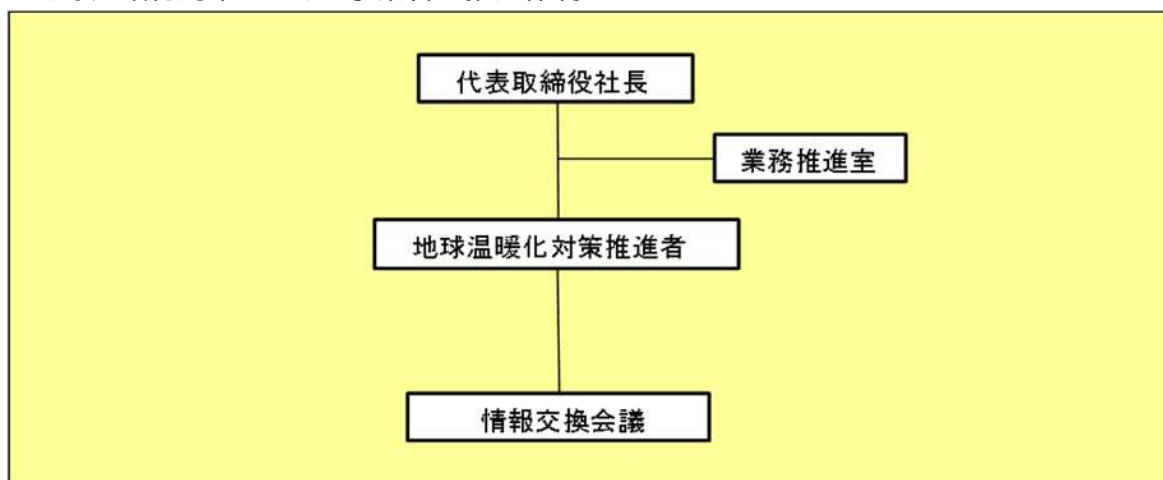 代表取締役社長
業務推進室
地球温暖化対策推進者
情報交換会議